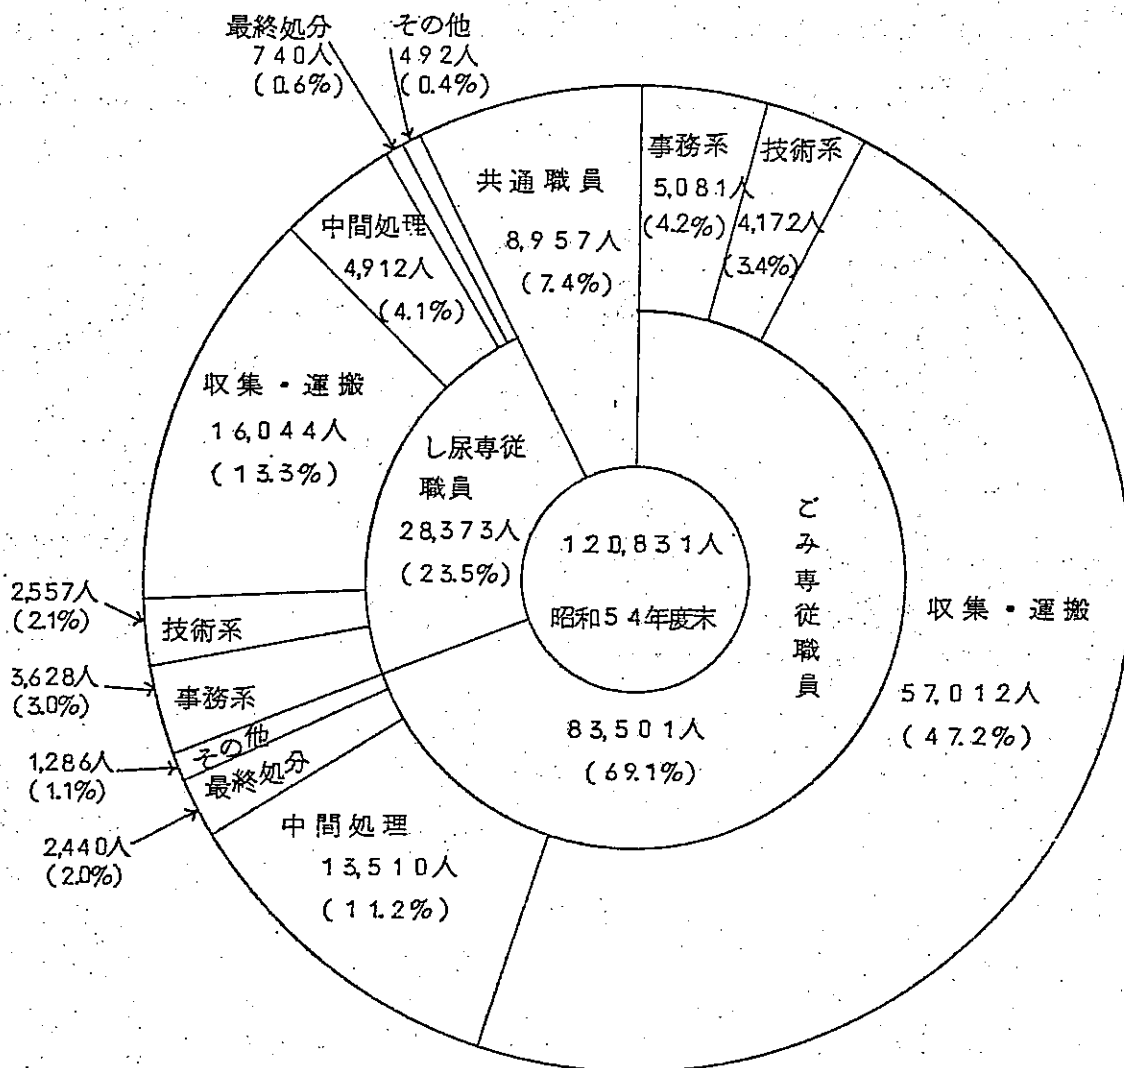 最終処分
740人
(0.6%)
その他
492人
(0.4%)
共通職員
8,957人
(7.4%)
事務系
5,081人
(4.2%)
技術系
4,172人
(3.4%)
中間処理
4,912人
(4.1%)
収集・運搬
16,044人
(13.3%)
し尿専従
職員
28,373人
(23.5%)
120,831人
昭和54年度末
ごみ専従職員
83,501人
(69.1%)
収集・運搬
57,012人
(47.2%)
2,557人
(2.1%)
技術系
3,628人
(3.0%)
事務系
1,286人
(1.1%)
その他
2,440人
(2.0%)
最終処分
中間処理
13,510人
(11.2%)